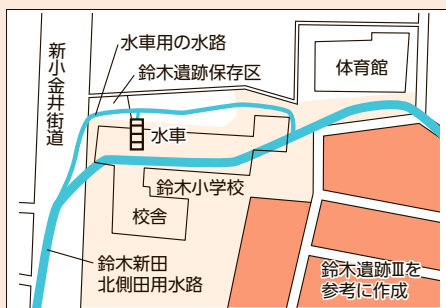 水車用の水路
鈴木遺跡保存区
新小金井街道
体育館
水車
鈴木小学校
校舎
鈴木新田
北側田用水路
鈴木遺跡Ⅲを
参考に作成